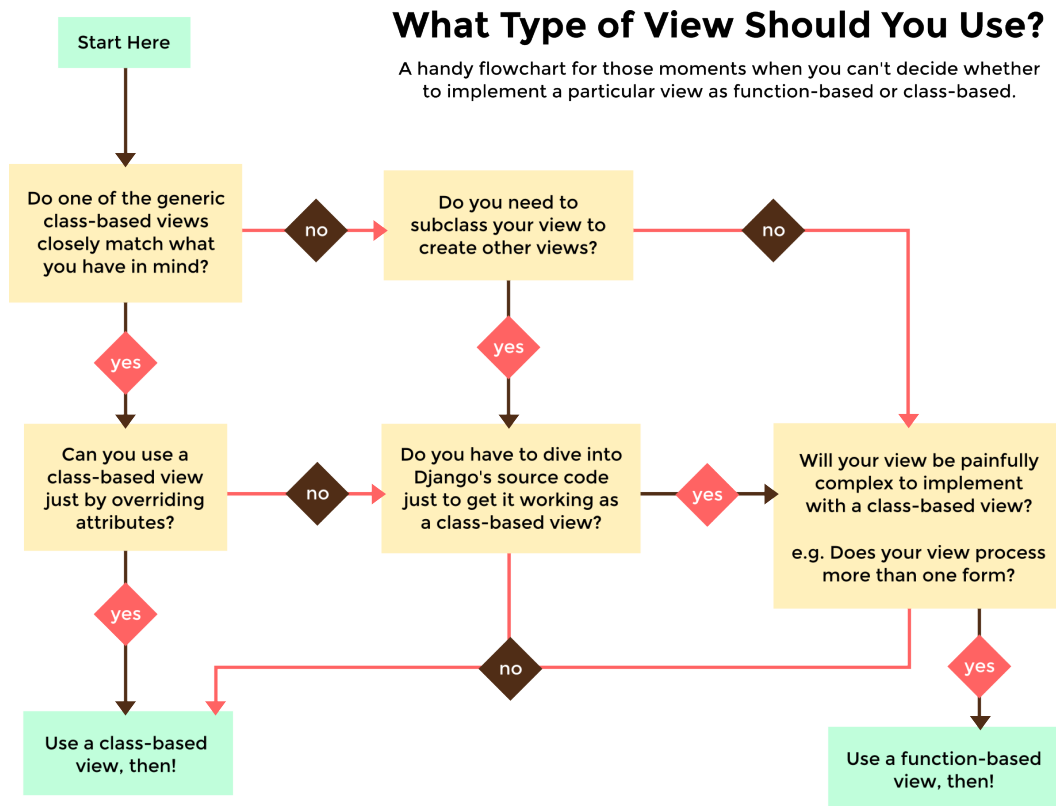 What Type of View Should You Use?
A handy flowchart for those moments when you can't decide whether
to implement a particular view as function-based or class-based.
Start Here
Do one of the generic
class-based views
closely match what
you have in mind?
no
Do you need to
subclass your view to
create other views?
no
yes
yes
Can you use a
class-based view
just by overriding
attributes?
no
Do you have to dive into
Django's source code
just to get it working as
a class-based view?
yes
Will your view be painfully
complex to implement
with a class-based view?
e.g. Does your view process
more than one form?
yes
no
yes
Use a class-based
view, then!
Use a function-based
view, then!